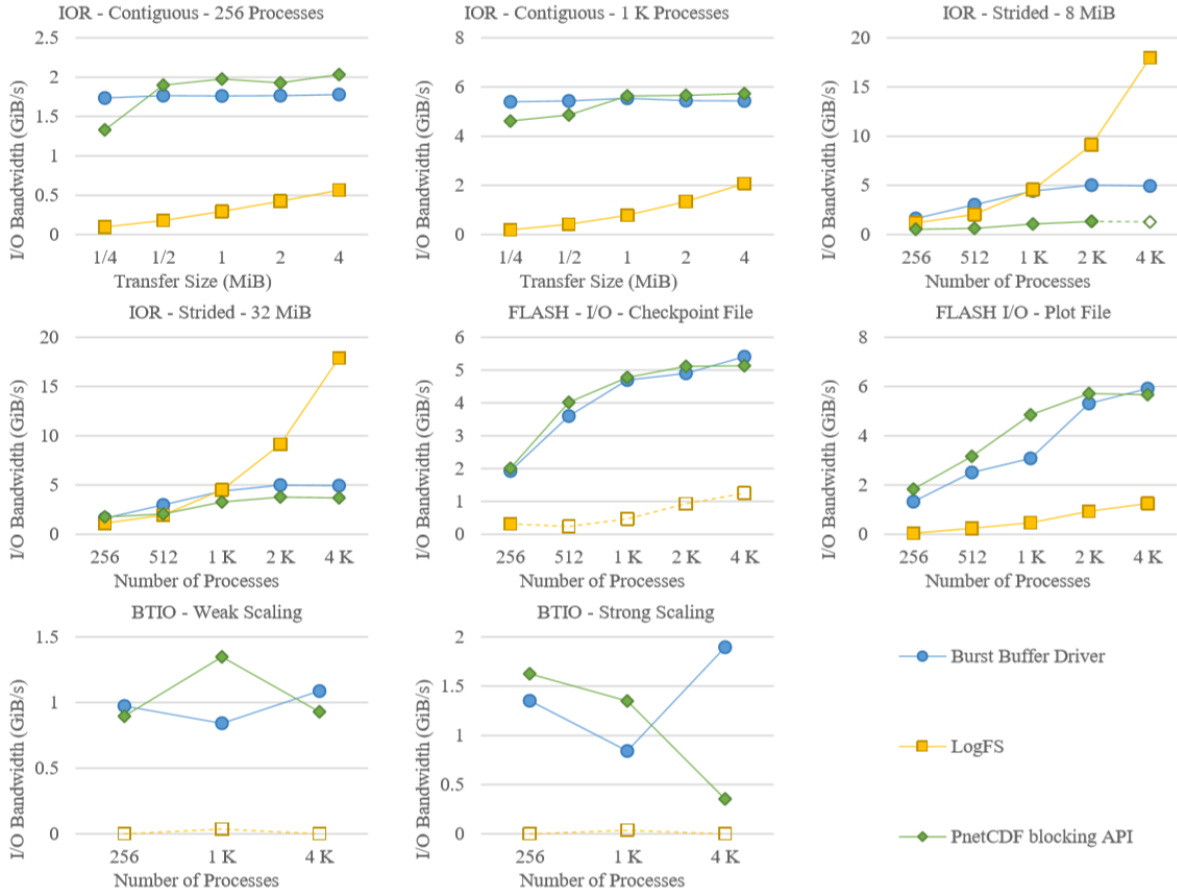 IOR - Contiguous - 256 Processes
I/O Bandwidth (GiB/s)
2.5
2
1.5
1
0.5
0
1/4 1/2 1 2 4
Transfer Size (MiB)
IOR - Contiguous - 1 K Processes
I/O Bandwidth (GiB/s)
8
6
4
2
0
1/4 1/2 1 2 4
Transfer Size (MiB)
IOR - Strided - 8 MiB
I/O Bandwidth (GiB/s)
20
15
10
5
0
256 512 1 K 2 K 4 K
Number of Processes
IOR - Strided - 32 MiB
I/O Bandwidth (GiB/s)
20
15
10
5
0
256 512 1 K 2 K 4 K
Number of Processes
FLASH - I/O - Checkpoint File
I/O Bandwidth (GiB/s)
6
5
4
3
2
1
0
256 512 1 K 2 K 4 K
Number of Processes
FLASH I/O - Plot File
I/O Bandwidth (GiB/s)
8
6
4
2
0
256 512 1 K 2 K 4 K
Number of Processes
BTIO - Weak Scaling
I/O Bandwidth (GiB/s)
1.5
1
0.5
0
256 1 K 4 K
Number of Processes
BTIO - Strong Scaling
I/O Bandwidth (GiB/s)
2
1.5
1
0.5
0
256 1 K 4 K
Number of Processes
Burst Buffer Driver
LogFS
PnetCDF blocking API